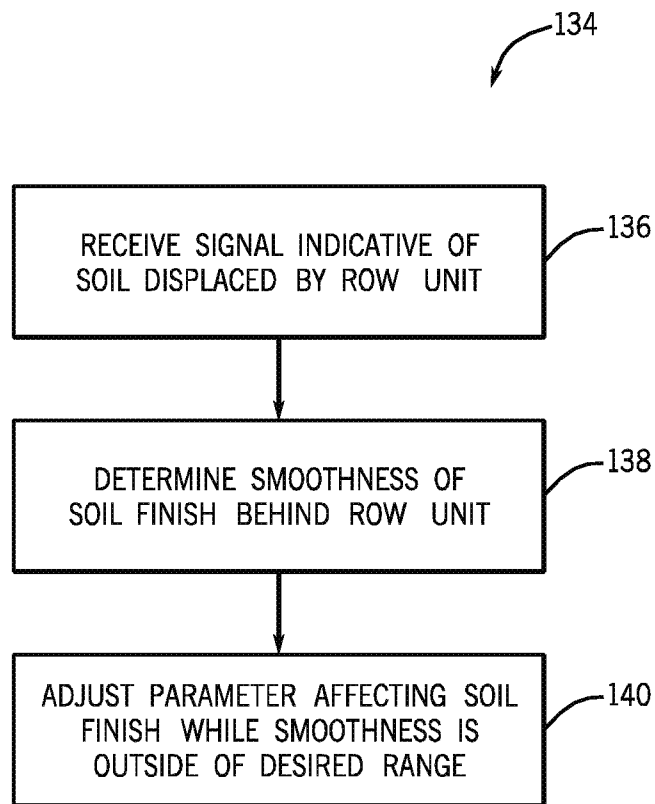 134
RECEIVE SIGNAL INDICATIVE OF
SOIL DISPLACED BY ROW UNIT
136
DETERMINE SMOOTHNESS OF
SOIL FINISH BEHIND ROW UNIT
138
ADJUST PARAMETER AFFECTING SOIL
FINISH WHILE SMOOTHNESS IS
OUTSIDE OF DESIRED RANGE
140